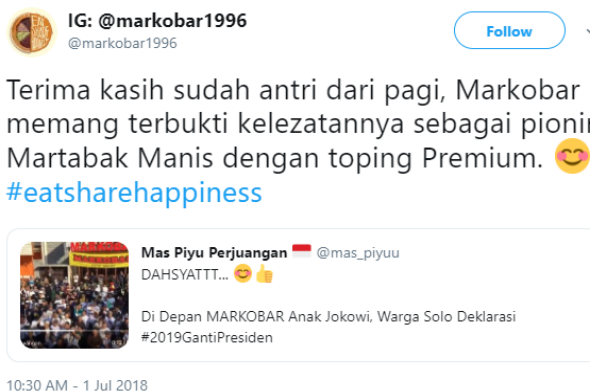 IG: @markobar1996
@markobar1996
Follow
Terima kasih sudah antri dari pagi, Markobar
memang terbukti kelezatannya sebagai
Martabak Manis dengan toping Premium. 😊
#eatsharehappiness
Mas Piyu Perjuangan 🇮🇩 @mas_piyuu
DAHSYATTT... 😊👍
Di Depan MARKOBAR Anak Jokowi, Warga Solo Deklarasi
#2019GantiPresiden
10:30 AM - 1 Jul 2018